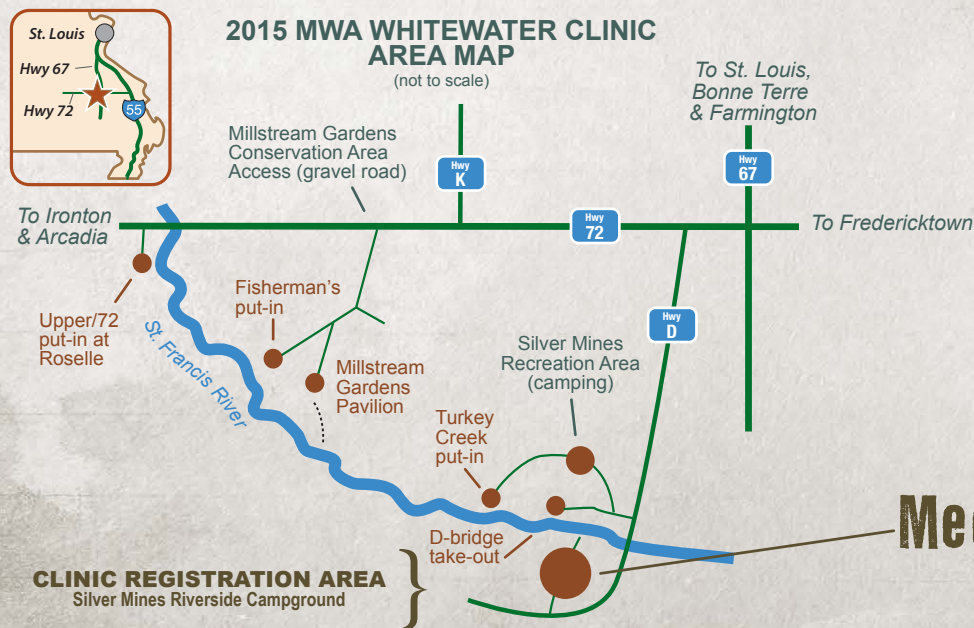 St. Louis
Hwy 67
Hwy 72
55
2015 MWA WHITEWATER CLINIC
AREA MAP
(not to scale)
To St. Louis,
Bonne Terre
& Farmington
Millstream Gardens
Conservation Area
Access (gravel road)
Hwy
K
Hwy
67
To Ironton
& Arcadia
Hwy
72
To Fredericktown
Fisherman's
put-in
Upper/72
put-in at
Roselle
St. Francis River
Millstream
Gardens
Pavilion
Hwy
D
Silver Mines
Recreation Area
(camping)
Turkey
Creek
put-in
D-bridge
take-out
CLINIC REGISTRATION AREA
Silver Mines Riverside Campground